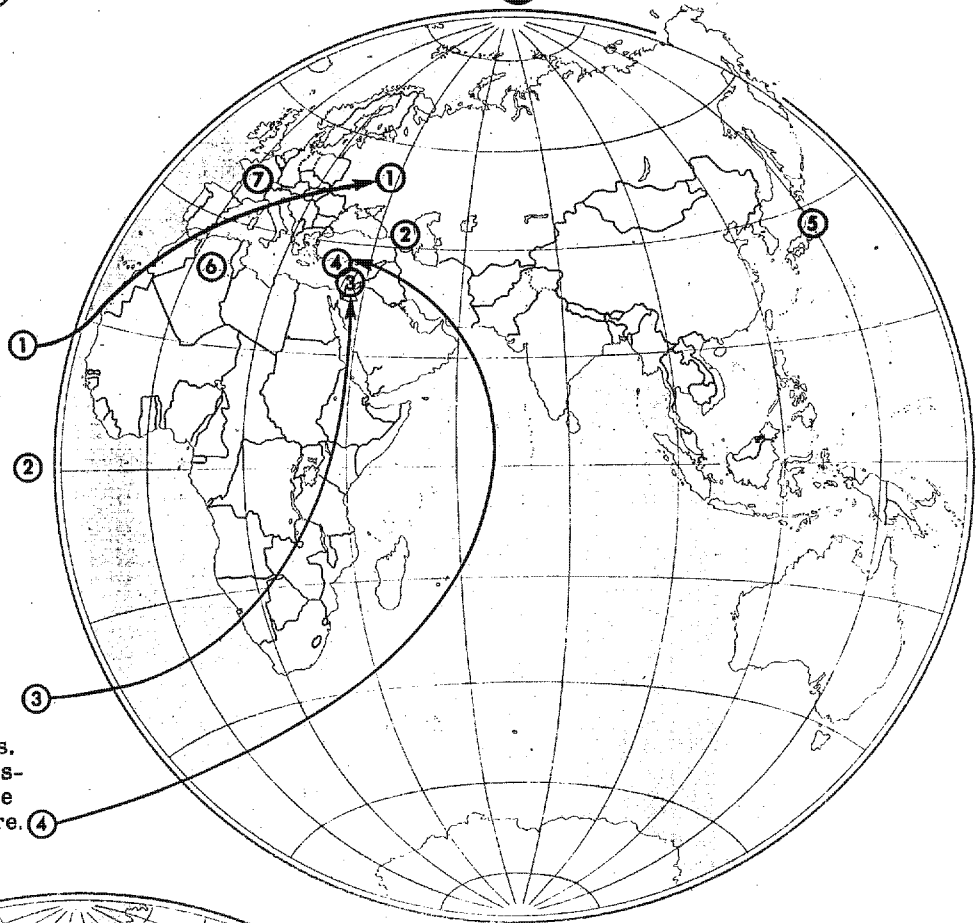 ⑦
①
②
⑤
④
⑥
③
①
②
③
s.
s-
e
re. ④